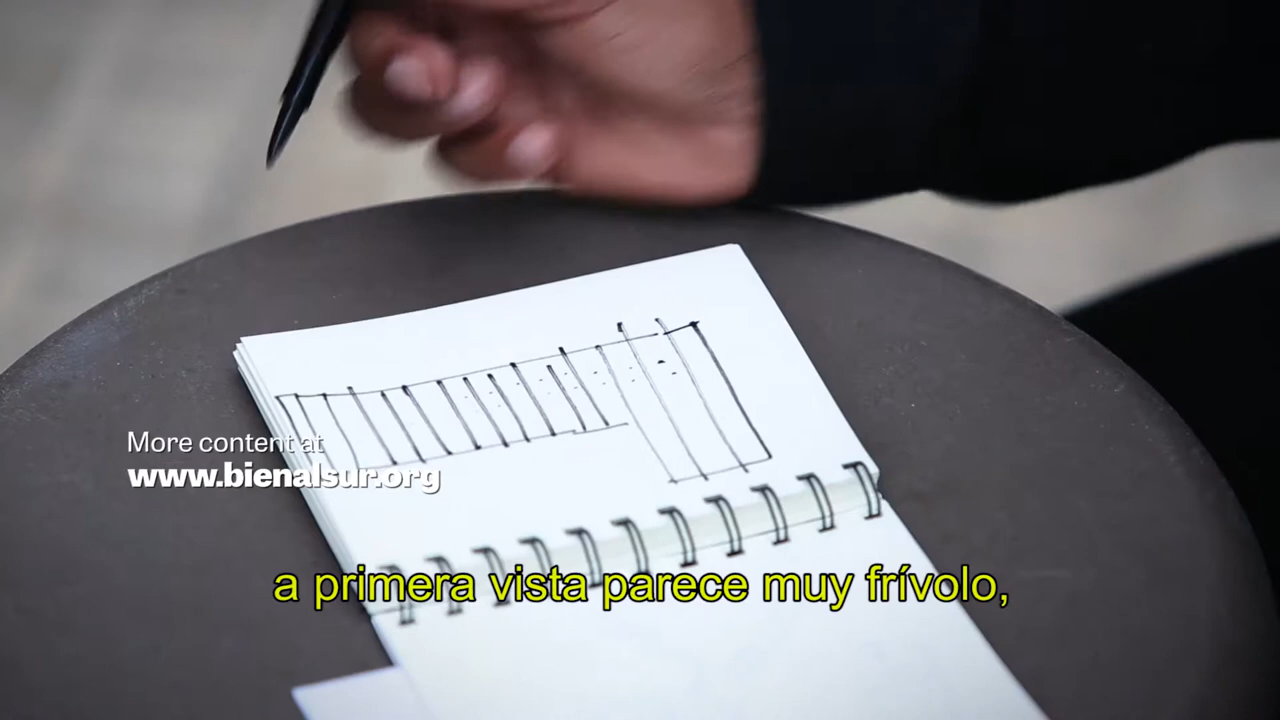 More content at
www.bienalsur.org
a primera vista parece muy frívolo,